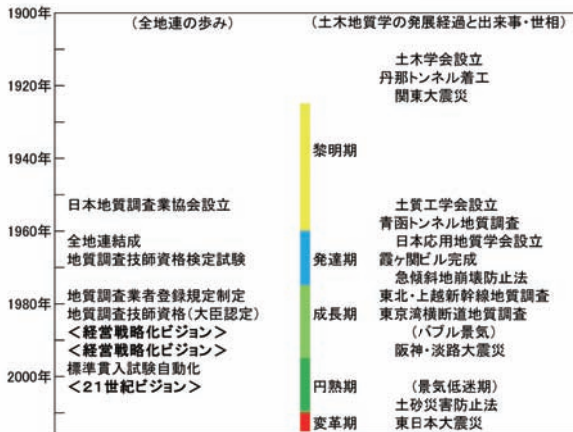 1900年
(全地連の歩み)
(土木地質学の発展経過と出来事・世相)
土木学会設立
丹那トンネル着工
1920年
関東大震災
1940年
黎明期
日本地質調査業協会設立
土質工学会設立
青函トンネル地質調査
1960年
全地連結成
日本応用地質学会設立
地質調査技師資格検定試験
発達期
霞ヶ関ビル完成
急傾斜地崩壊防止法
地質調査業者登録規定制定
東北・上越新幹線地質調査
1980年
地質調査技師資格(大臣認定)
成長期
東京湾横断道地質調査
<経営戦略化ビジョン>
(バブル景気)
<経営戦略化ビジョン>
阪神・淡路大震災
標準貫入試験自動化
2000年
<21世紀ビジョン>
円熟期
(景気低迷期)
土砂災害防止法
変革期
東日本大震災